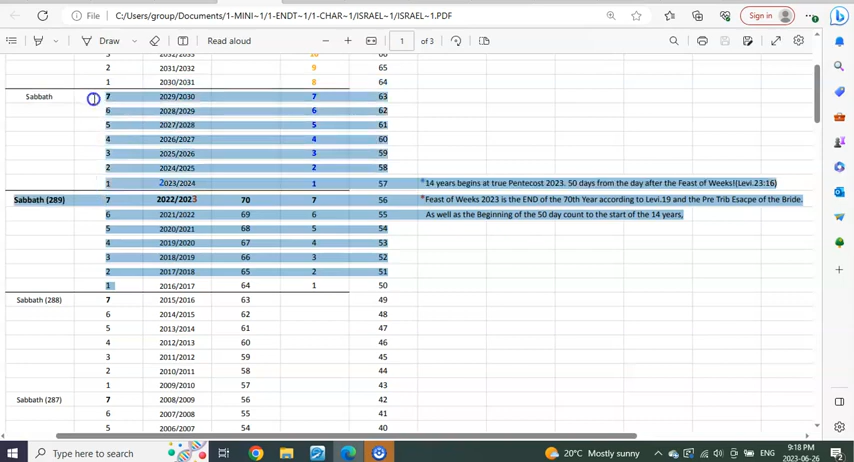 File C:/Users/group/Documents/1-MINI~1/1-ENDT~1/1-CHAR~1/ISRAEL~1/ISRAEL~1.PDF Sign in
Draw Read aloud 1 of 3
2 2031/2032 9 65
1 2030/2031 8 64
Sabbath 7 2029/2030 7 63
6 2028/2029 6 62
5 2027/2028 5 61
4 2026/2027 4 60
3 2025/2026 3 59
2 2024/2025 2 58
1 2023/2024 1 57 *14 years begins at true Pentecost 2023. 50 days from the day after the Feast of Weeks!(Levi.23:16)
Sabbath (289) 7 2022/2023 70 7 56 *Feast of Weeks 2023 is the END of the 70th Year according to Levi.19 and the Pre Trib Esacpe of the Bride.
6 2021/2022 69 6 55 As well as the Beginning of the 50 day count to the start of the 14 years,
5 2020/2021 68 5 54
4 2019/2020 67 4 53
3 2018/2019 66 3 52
2 2017/2018 65 2 51
1 2016/2017 64 1 50
Sabbath (288) 7 2015/2016 63 49
6 2014/2015 62 48
5 2013/2014 61 47
4 2012/2013 60 46
3 2011/2012 59 45
2 2010/2011 58 44
1 2009/2010 57 43
Sabbath (287) 7 2008/2009 56 42
6 2007/2008 55 41
5 2006/2007 54 40
Type here to search 20°C Mostly sunny ENG 9:18 PM
2023-06-26